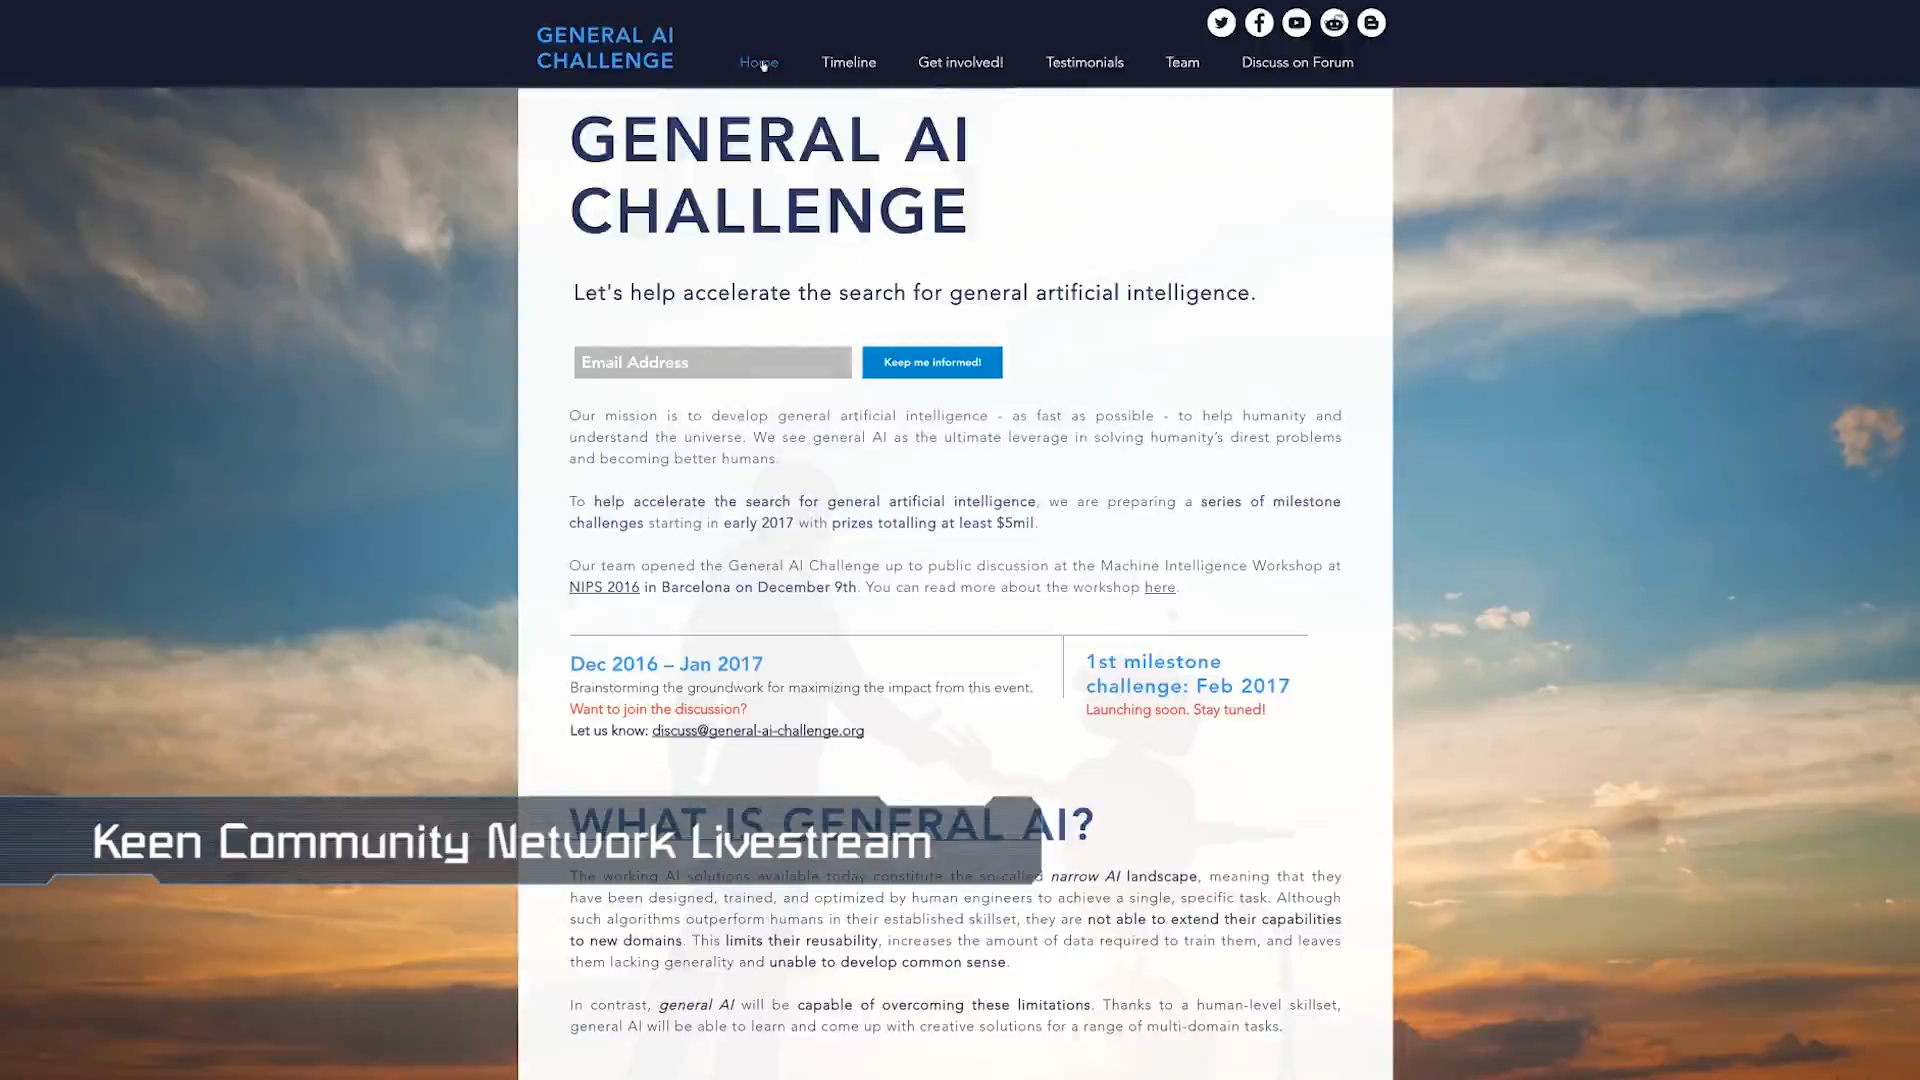 GENERAL AI
CHALLENGE
Home
Timeline
Get involved!
Testimonials
Team
Discuss on Forum
GENERAL AI
CHALLENGE
Let's help accelerate the search for general artificial intelligence.
Email Address
Keep me informed!
Our mission is to develop general artificial intelligence - as fast as possible - to help humanity and
understand the universe. We see general AI as the ultimate leverage in solving humanity's direst problems
and becoming better humans.
To help accelerate the search for general artificial intelligence, we are preparing a series of milestone
challenges starting in early 2017 with prizes totalling at least $5mil.
Our team opened the General AI Challenge up to public discussion at the Machine Intelligence Workshop at
NIPS 2016 in Barcelona on December 9th. You can read more about the workshop here.
Dec 2016 – Jan 2017
Brainstorming the groundwork for maximizing the impact from this event.
Want to join the discussion?
Let us know: discuss@general-ai-challenge.org
1st milestone
challenge: Feb 2017
Launching soon. Stay tuned!
WHAT IS GENERAL AI?
Keen Community Network Livestream
The working AI solutions available today constitute the so-called narrow AI landscape, meaning that they
have been designed, trained, and optimized by human engineers to achieve a single, specific task. Although
such algorithms outperform humans in their established skillset, they are not able to extend their capabilities
to new domains. This limits their reusability, increases the amount of data required to train them, and leaves
them lacking generality and unable to develop common sense.
In contrast, general AI will be capable of overcoming these limitations. Thanks to a human-level skillset,
general AI will be able to learn and come up with creative solutions for a range of multi-domain tasks.